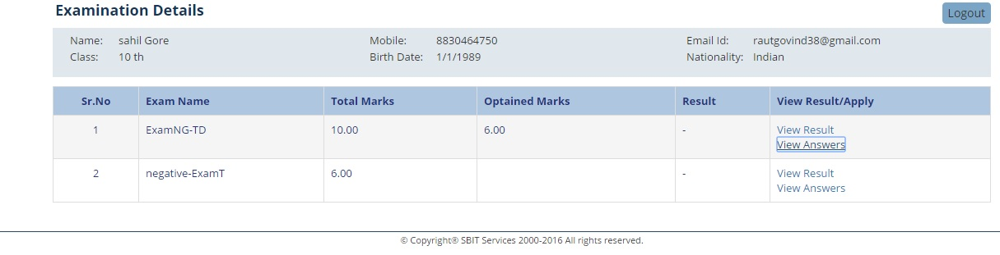 Examination Details
Logout
Name: sahil Gore Mobile: 8830464750 Email Id: rautgovind38@gmail.com
Class: 10 th Birth Date: 1/1/1989 Nationality: Indian
Sr.No Exam Name Total Marks Optained Marks Result View Result/Apply
1 ExamNG-TD 10.00 6.00 - View Result
View Answers
2 negative-ExamT 6.00 - View Result
View Answers
© Copyright® SBIT Services 2000-2016 All rights reserved.